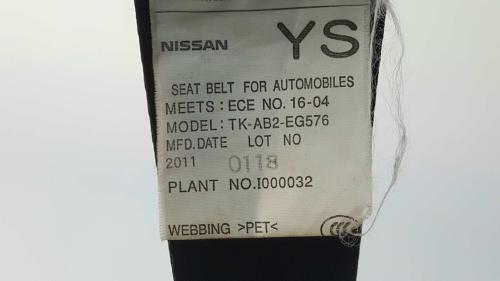 NISSAN YS
SEAT BELT FOR AUTOMOBILES
MEETS: ECE NO. 16-04
MODEL: TK-AB2-EG576
MFD.DATE LOT NO
2011 0118
PLANT NO.I000032
WEBBING >PET<